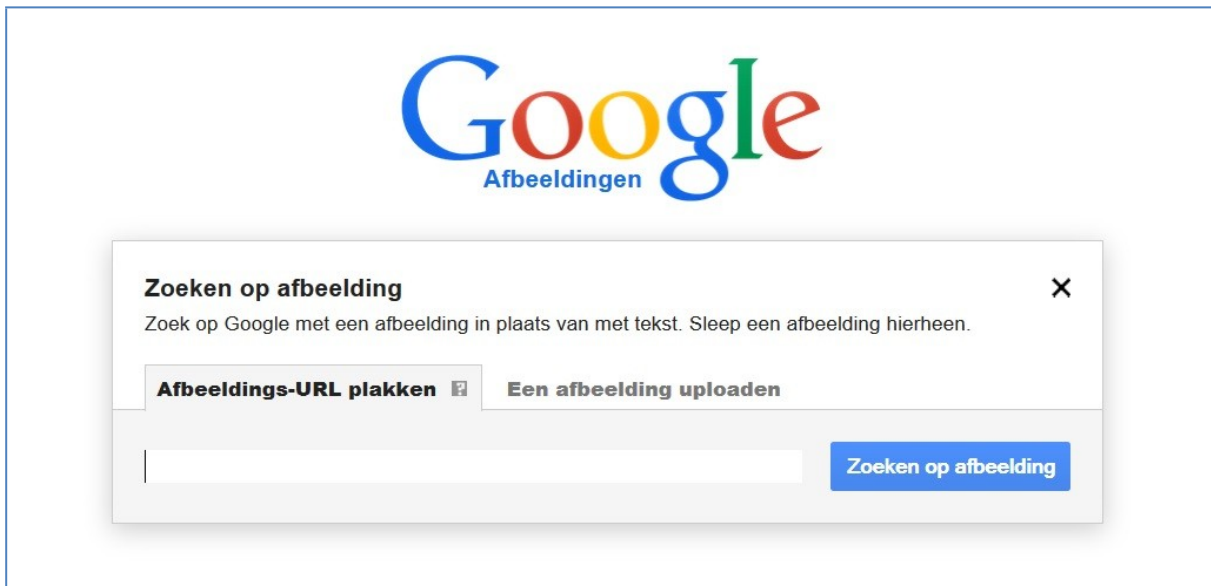 Google
Afbeeldingen
Zoeken op afbeelding
Zoek op Google met een afbeelding in plaats van met tekst. Sleep een afbeelding hierheen.
Afbeeldings-URL plakken ? Een afbeelding uploaden
Zoeken op afbeelding